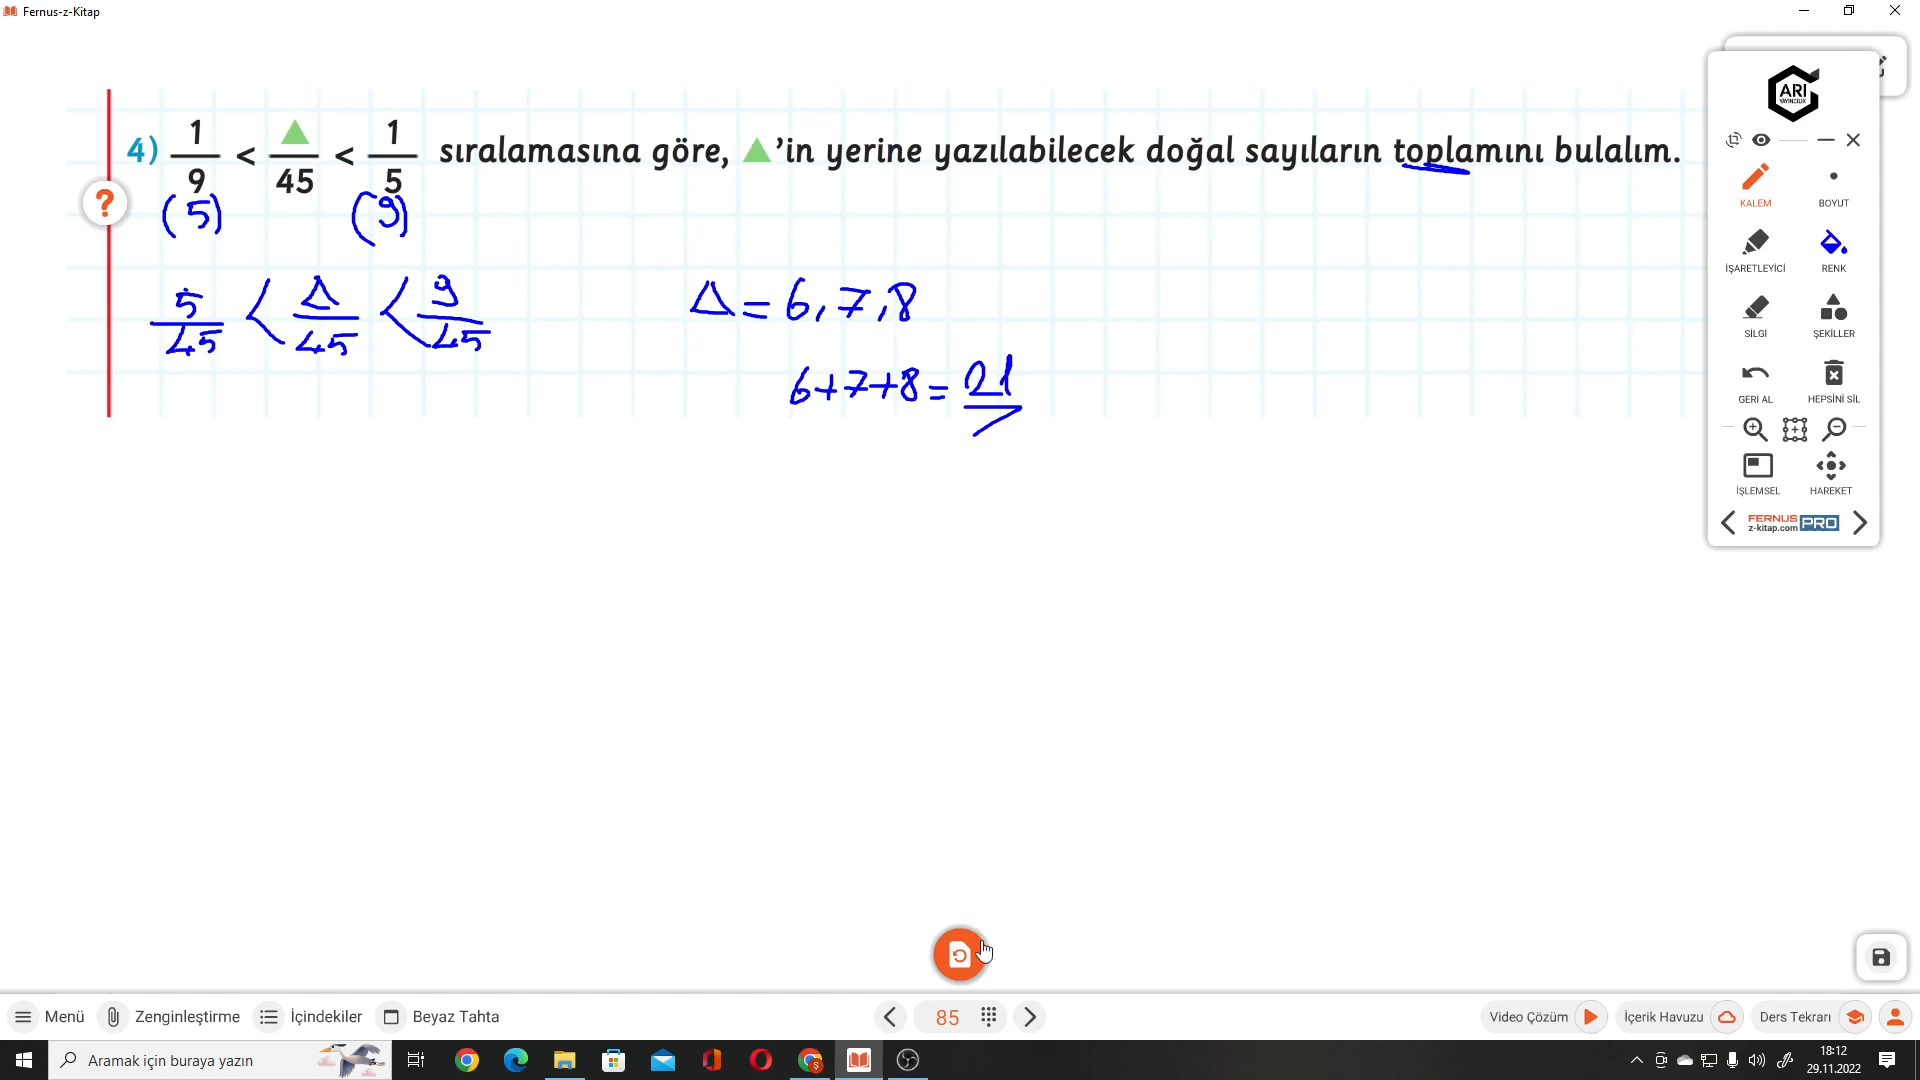 Fernus-z-Kitap
4) 1/9 < ▲/45 < 1/5 sıralamasına göre, ▲'in yerine yazılabilecek doğal sayıların toplamını bulalım.
?
(5) (9)
5/45 < Δ/45 < 9/45
Δ = 6, 7, 8
6+7+8 = 21
ARI
YAYINCILIK
KALEM BOYUT
İŞARETLEYİCİ RENK
SİLGİ ŞEKİLLER
GERİ AL HEPSİNİ SİL
İŞLEMSEL HAREKET
FERNUS PRO
z-kitap.com
Menü Zenginleştirme İçindekiler Beyaz Tahta 85 Video Çözüm İçerik Havuzu Ders Tekrarı
Aramak için buraya yazın
18:12
29.11.2022